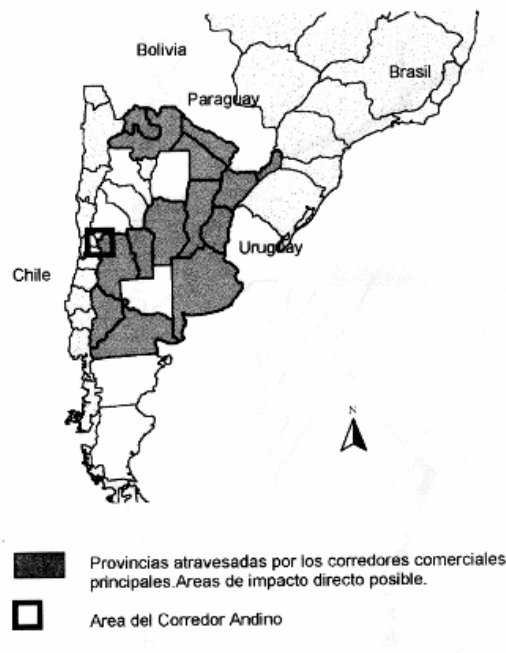 Bolivia
Brasil
Paraguay
Uruguay
Chile
N
Provincias atravesadas por los corredores comerciales
principales.Areas de impacto directo posible.
Area del Corredor Andino